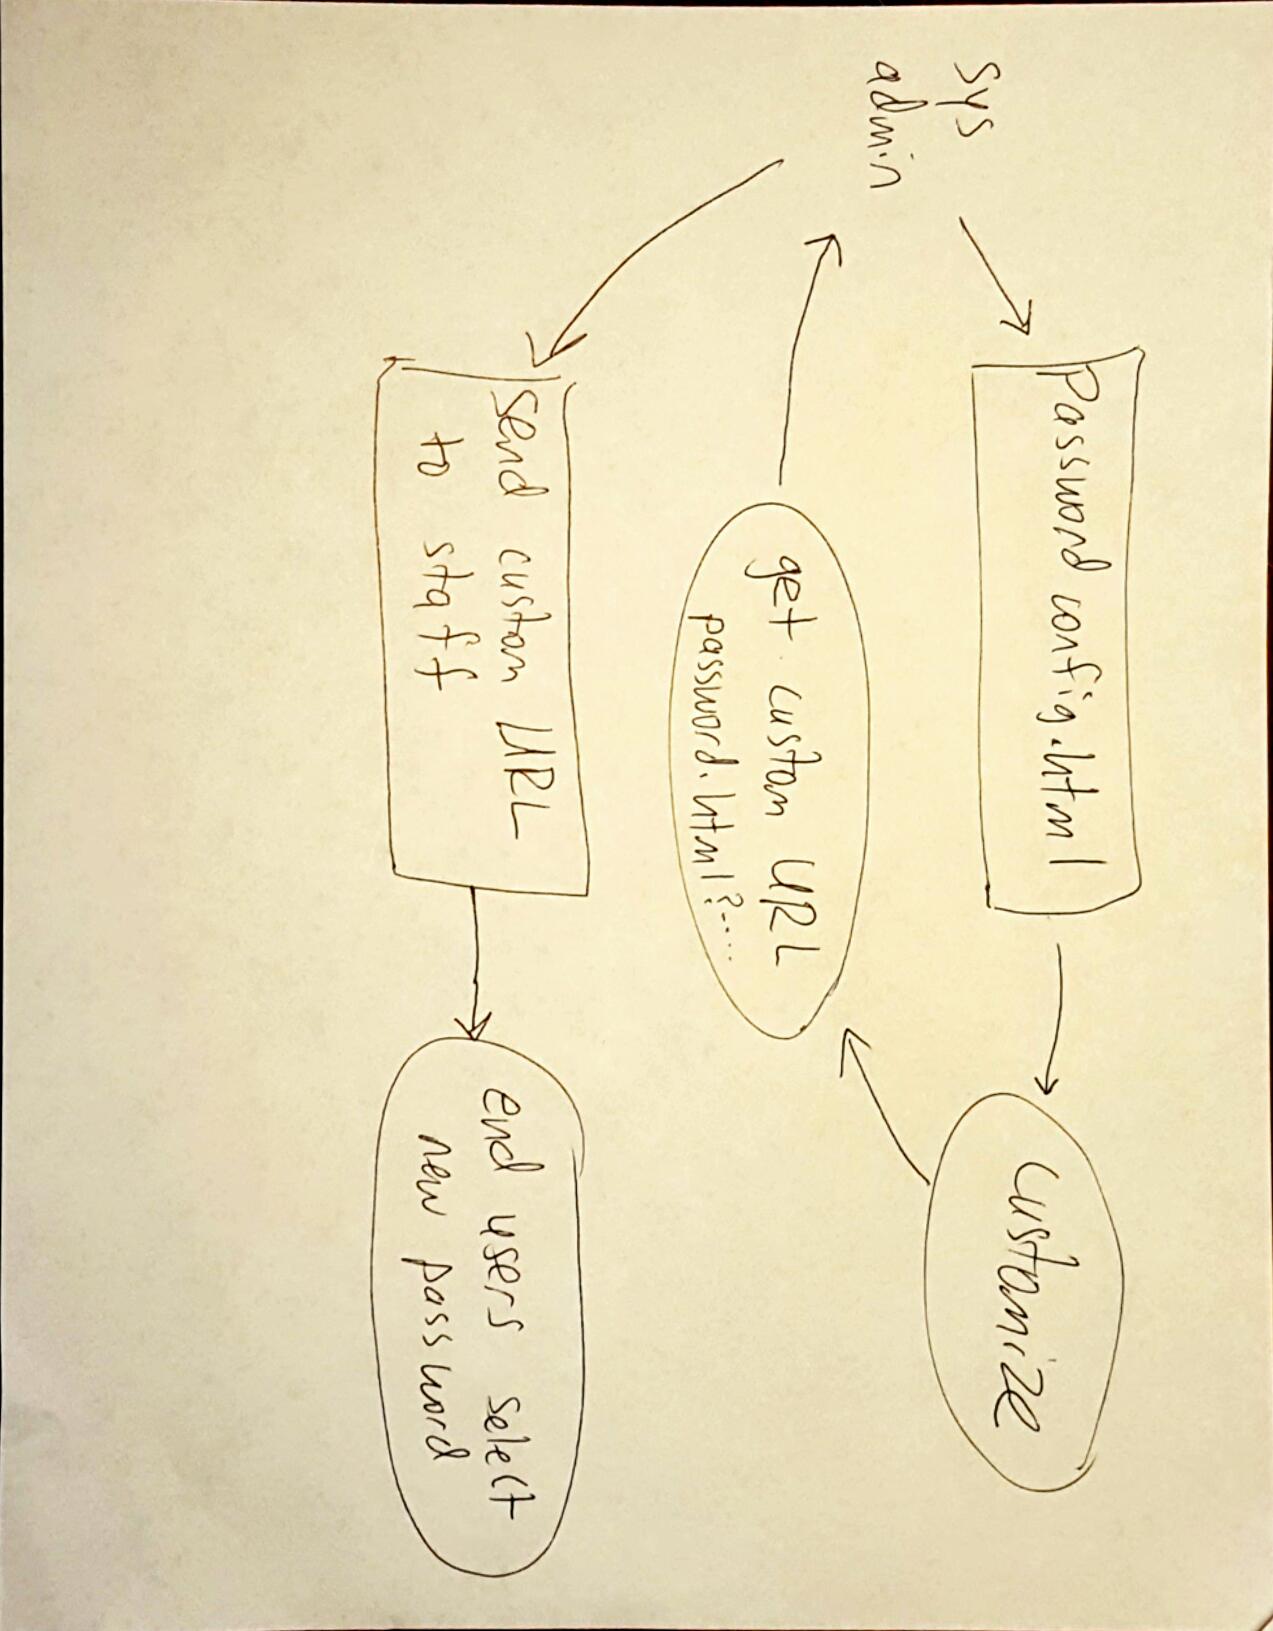 Password config.html
customize
sys
admin
get custom URL
password.html?.....
send custom URL
to staff
end users select
new password